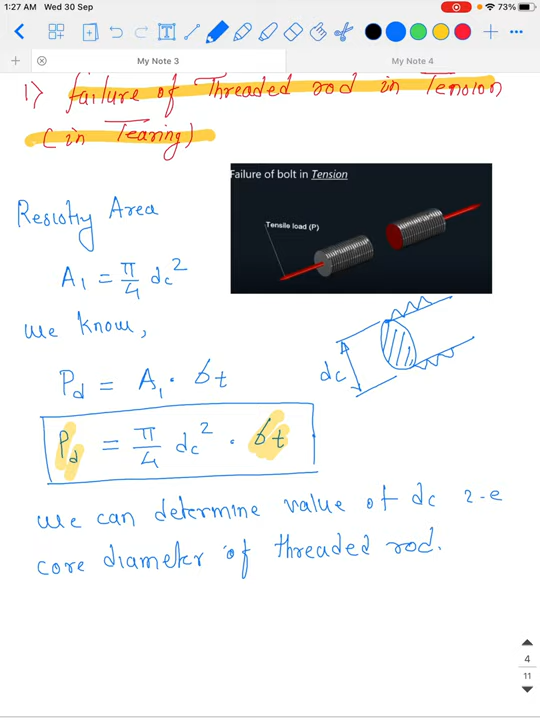 1:27 AM Wed 30 Sep
73%
My Note 3
My Note 4
1) Failure of Threaded rod in Tension
(in Tearing)
Failure of bolt in Tension
Tensile load (P)
Resisting Area
A₁ = π/4 dc²
we know,
Pd = A₁ . σt
Pd = π/4 dc² . σt
dc
we can determine value of dc i-e
core diameter of threaded rod.
4
11